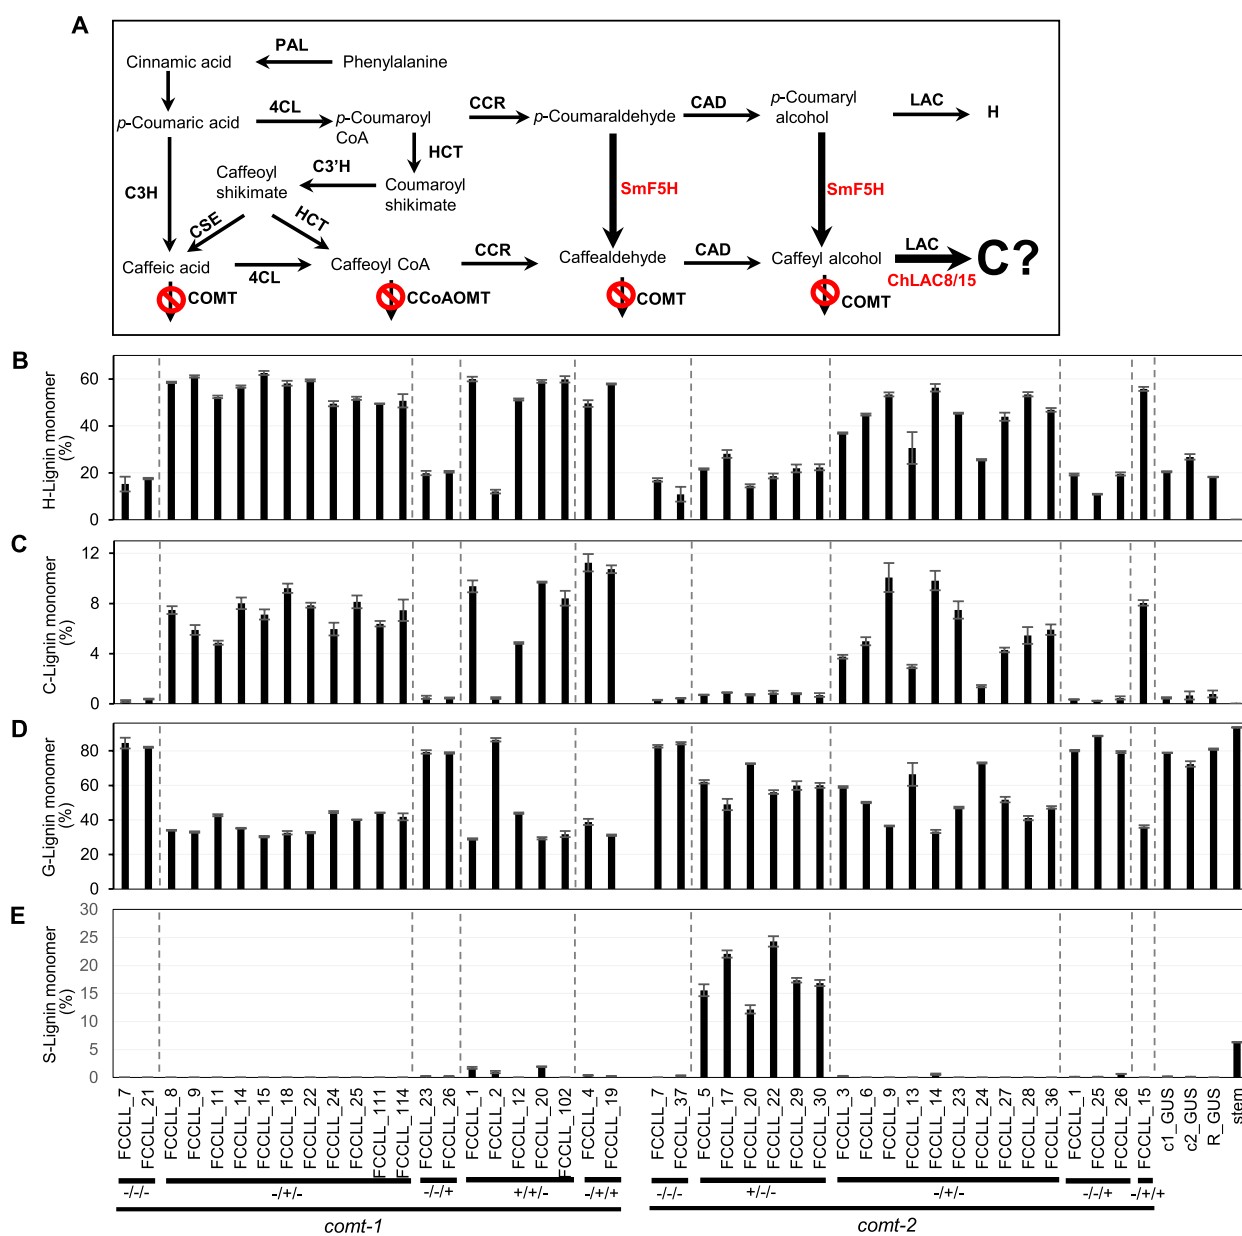 A
PAL
Cinnamic acid
Phenylalanine
4CL
CCR
CAD
LAC
p-Coumaric acid
p-Coumaroyl
CoA
p-Coumaraldehyde
p-Coumaryl
alcohol
H
HCT
C3H
Caffeoyl
shikimate
C3'H
Coumaroyl
shikimate
SmF5H
SmF5H
CSE
HCT
Caffeic acid
4CL
Caffeoyl CoA
CCR
Caffealdehyde
CAD
Caffeyl alcohol
LAC
ChLAC8/15
C?
COMT
CCoAOMT
COMT
COMT
B
H-Lignin monomer
(%)
60
40
20
0
C
C-Lignin monomer
(%)
12
8
4
0
D
G-Lignin monomer
(%)
80
60
40
20
0
E
S-Lignin monomer
(%)
30
25
20
15
10
5
0
FCCLL_7
FCCLL_21
FCCLL_8
FCCLL_9
FCCLL_11
FCCLL_14
FCCLL_15
FCCLL_18
FCCLL_22
FCCLL_24
FCCLL_25
FCCLL_111
FCCLL_114
FCCLL_23
FCCLL_26
FCCLL_1
FCCLL_2
FCCLL_12
FCCLL_20
FCCLL_102
FCCLL_4
FCCLL_19
FCCLL_7
FCCLL_37
FCCLL_5
FCCLL_17
FCCLL_20
FCCLL_22
FCCLL_29
FCCLL_30
FCCLL_3
FCCLL_6
FCCLL_9
FCCLL_13
FCCLL_14
FCCLL_23
FCCLL_24
FCCLL_27
FCCLL_28
FCCLL_36
FCCLL_1
FCCLL_25
FCCLL_26
FCCLL_15
c1_GUS
c2_GUS
R_GUS
stem
-/-/-
-/+/-
-/-/+
+/+/-
-/+/+
-/-/-
+/-/-
-/+/-
-/-/+
-/+/+
comt-1
comt-2